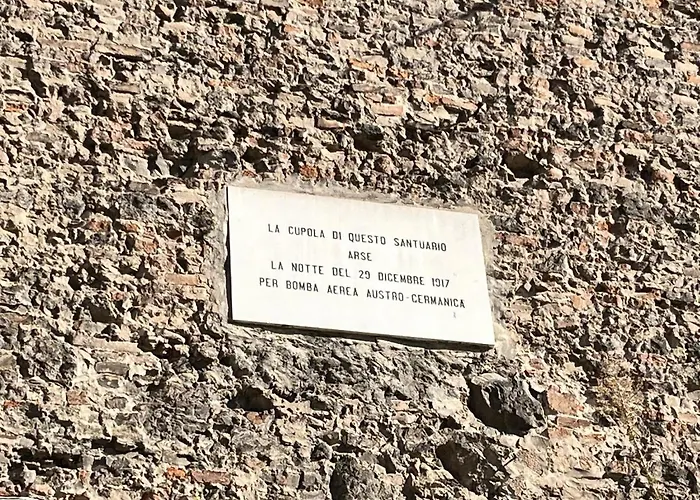 LA CUPOLA DI QUESTO SANTUARIO
ARSE
LA NOTTE DEL 29 DICEMBRE 1917
PER BOMBA AEREA AUSTRO-GERMANICA